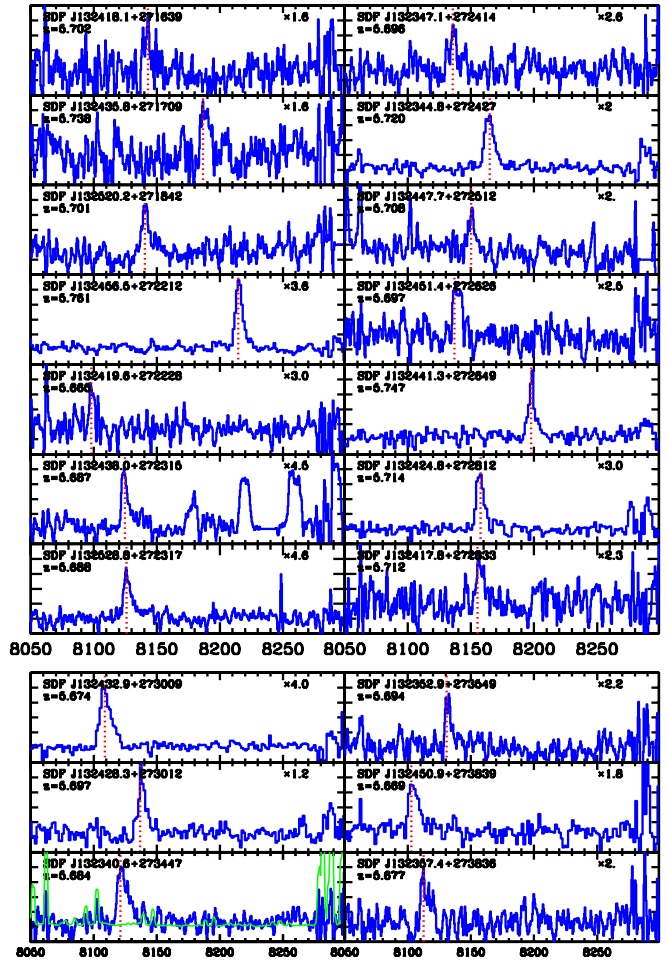 SDF J132418.1+271639 ×1.6
z=5.702
SDF J132347.1+272414 ×2.6
z=5.696
SDF J132435.6+271709 ×1.6
z=5.738
SDF J132344.8+272427 ×2
z=5.720
SDF J132520.2+271842
z=5.701
SDF J132447.7+272512 ×2.
z=5.708
SDF J132456.5+272212 ×3.6
z=5.761
SDF J132451.4+272626 ×2.5
z=5.697
SDF J132419.6+272228 ×3.0
z=5.665
SDF J132441.3+272649
z=5.747
SDF J132436.0+272315 ×4.5
z=5.687
SDF J132424.8+272812 ×3.0
z=5.714
SDF J132528.6+272317 ×4.6
z=5.688
SDF J132417.8+272833 ×2.3
z=5.712
8050 8100 8150 8200 8250 8050 8100 8150 8200 8250
SDF J132432.9+273009 ×4.0
z=5.674
SDF J132352.9+273549 ×2.2
z=5.694
SDF J132428.3+273012 ×1.2
z=5.697
SDF J132450.9+273839 ×1.8
z=5.669
SDF J132340.6+273447
z=5.684
SDF J132367.4+273836 ×2.
z=5.677
8050 8100 8150 8200 8250 8050 8100 8150 8200 8250